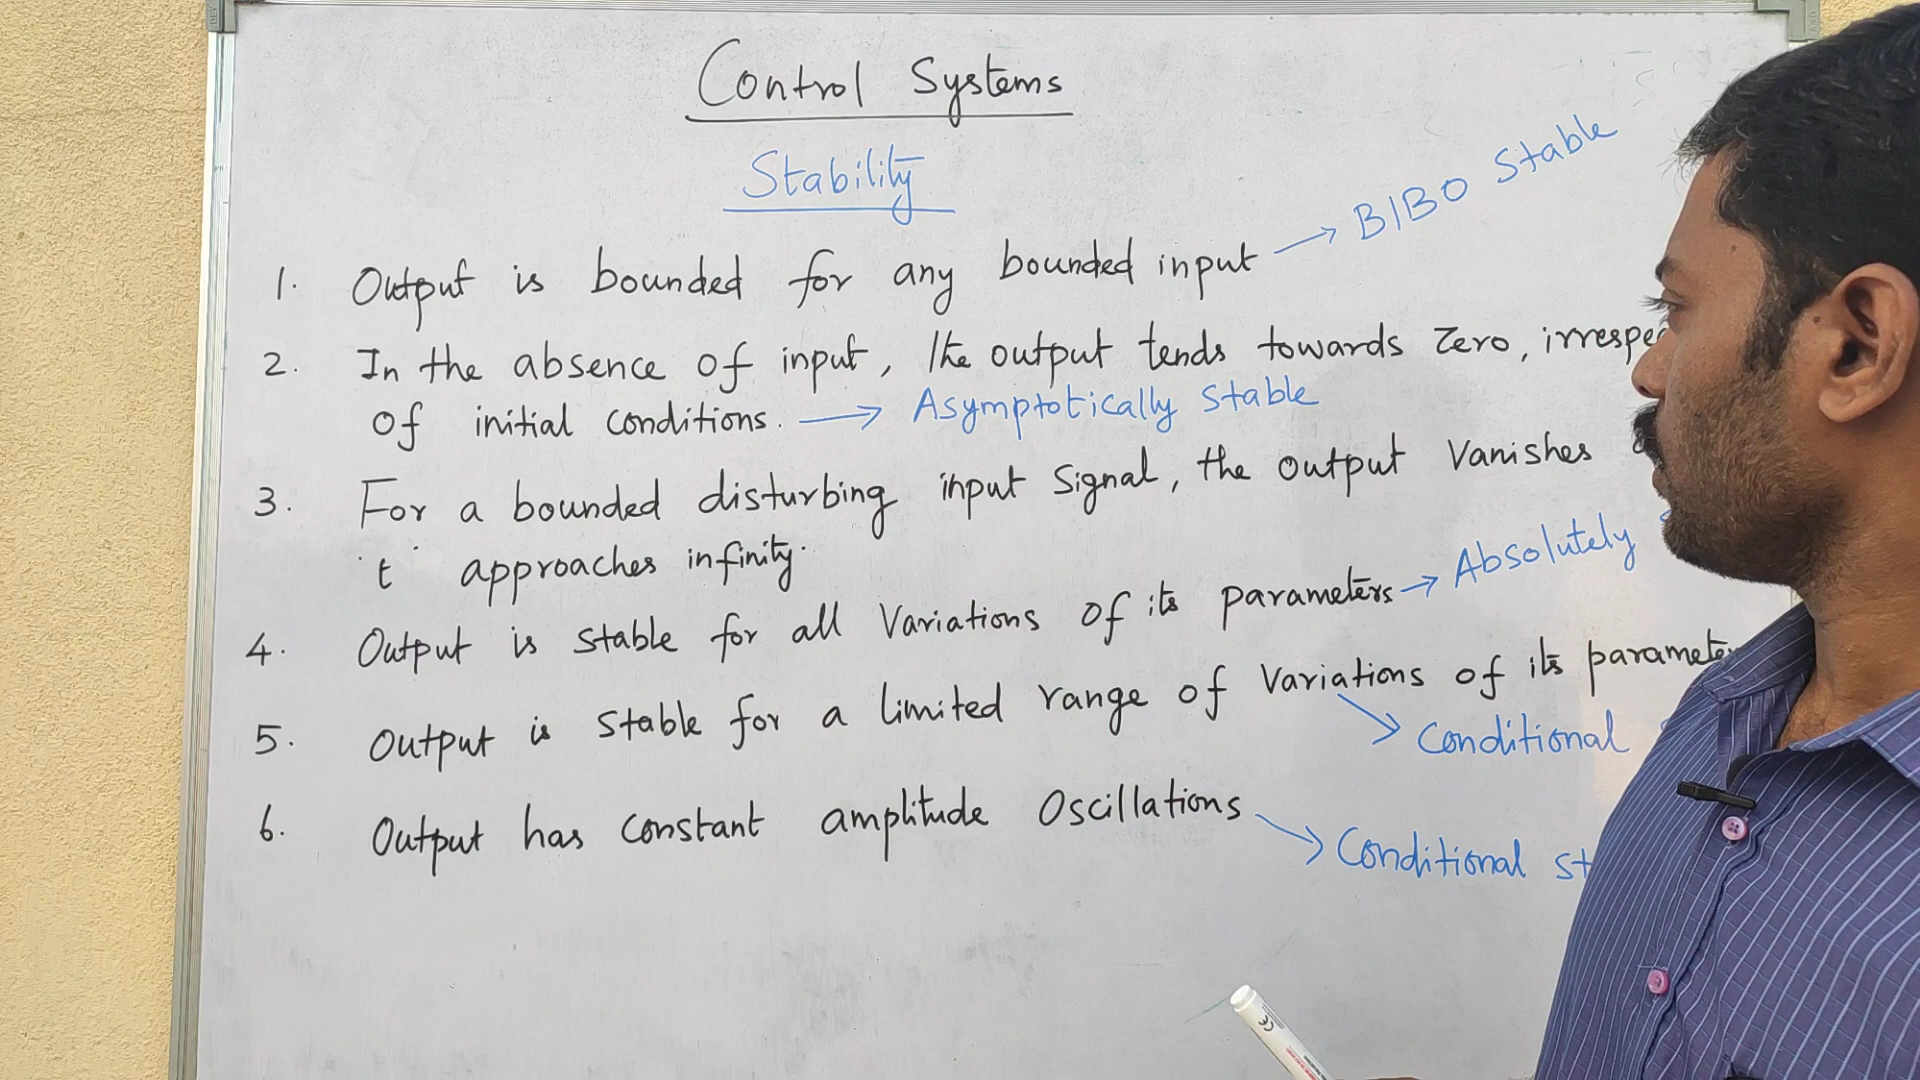 Control Systems
Stability
1. Output is bounded for any bounded input → BIBO Stable
2. In the absence of input, the output tends towards Zero,
of initial conditions. → Asymptotically Stable
3. For a bounded disturbing input Signal, the output Vanishes
't' approaches infinity.
4. Output is stable for all Variations of its parameters → Absolutely
5. Output is stable for a limited range of Variations of its
→ Conditional
6. Output has constant amplitude Oscillations
→ Conditional
CE